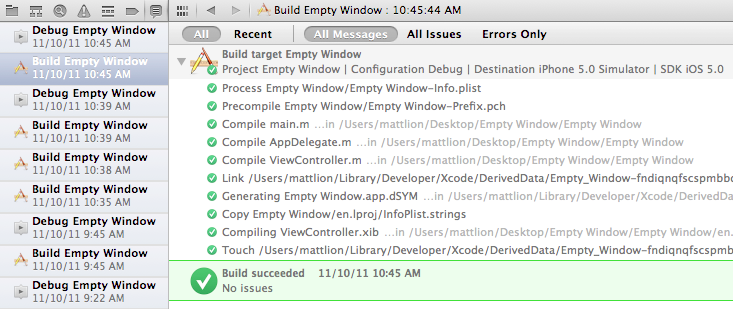 Build Empty Window : 10:45:44 AM
All Recent All Messages All Issues Errors Only
Debug Empty Window
11/10/11 10:45 AM
Build Empty Window
11/10/11 10:45 AM
Debug Empty Window
11/10/11 10:39 AM
Build Empty Window
11/10/11 10:39 AM
Build Empty Window
11/10/11 10:38 AM
Build Empty Window
11/10/11 10:35 AM
Debug Empty Window
11/10/11 9:45 AM
Build Empty Window
11/10/11 9:45 AM
Debug Empty Window
11/10/11 9:22 AM
Build target Empty Window
Project Empty Window | Configuration Debug | Destination iPhone 5.0 Simulator | SDK iOS 5.0
Process Empty Window/Empty Window-Info.plist
Precompile Empty Window/Empty Window-Prefix.pch
Compile main.m ...in /Users/mattlion/Desktop/Empty Window/Empty Window
Compile AppDelegate.m ...in /Users/mattlion/Desktop/Empty Window/Empty Window
Compile ViewController.m ...in /Users/mattlion/Desktop/Empty Window/Empty Window
Link /Users/mattlion/Library/Developer/Xcode/DerivedData/Empty_Window-fndiqnqfscspmbbc
Generating Empty Window.app.dSYM ...in /Users/mattlion/Library/Developer/Xcode/DerivedData
Copy Empty Window/en.lproj/InfoPlist.strings
Compiling ViewController.xib ...in /Users/mattlion/Desktop/Empty Window/Empty Window/en.
Touch /Users/mattlion/Library/Developer/Xcode/DerivedData/Empty_Window-fndiqnqfscspm
Build succeeded 11/10/11 10:45 AM
No issues